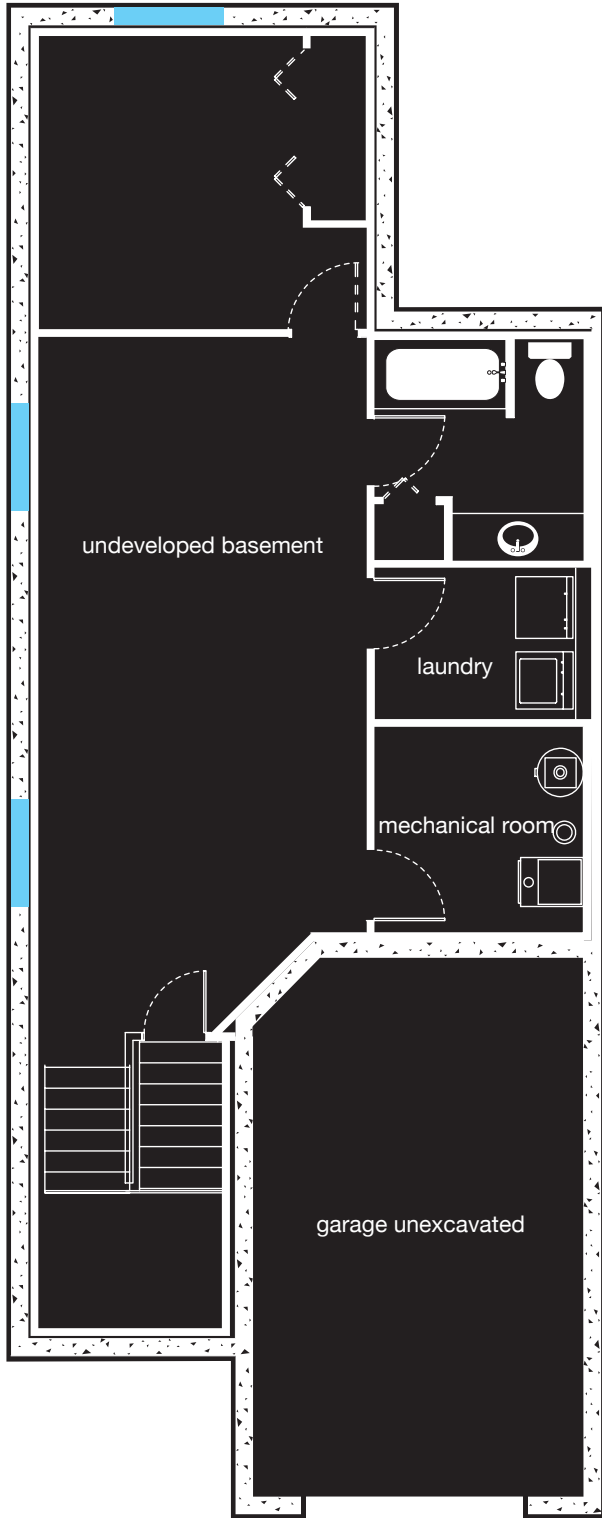 undeveloped basement
laundry
mechanical room
garage unexcavated